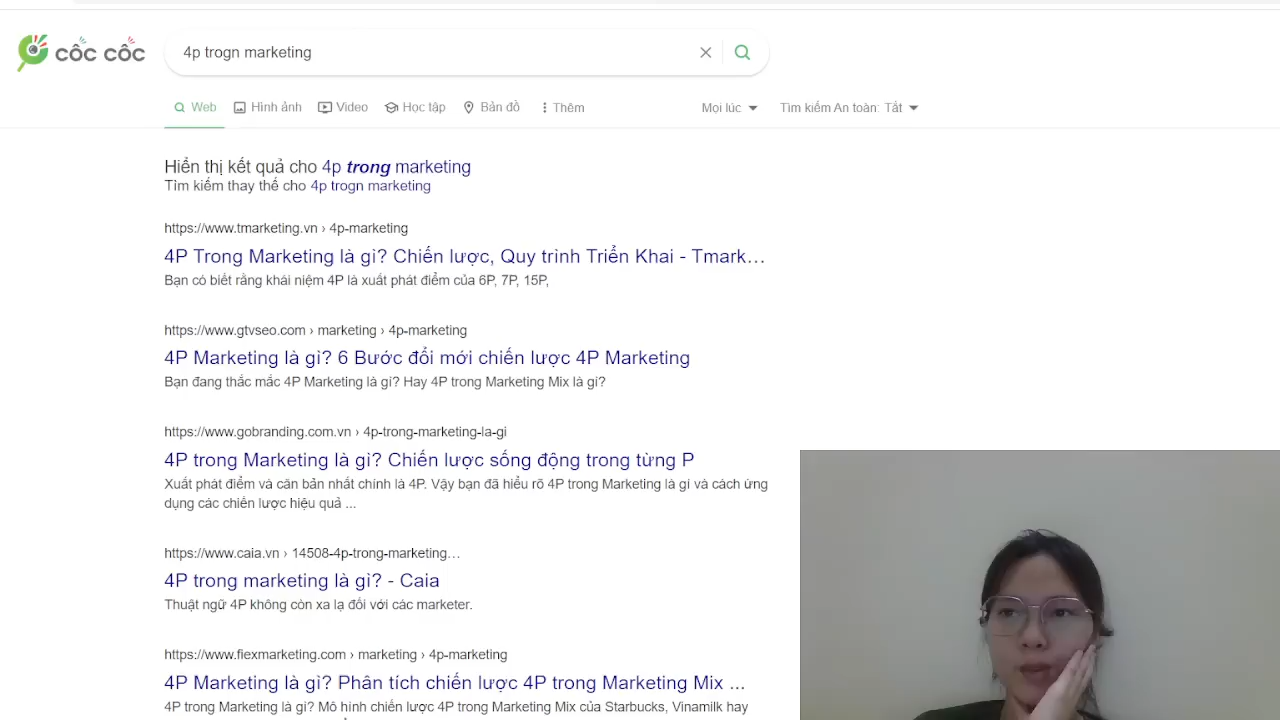 cốc cốc
4p trogn marketing
Web Hình ảnh Video Học tập Bản đồ Thêm Mọi lúc Tìm kiếm An toàn: Tắt
Hiển thị kết quả cho 4p trong marketing
Tìm kiếm thay thế cho 4p trogn marketing
https://www.tmarketing.vn › 4p-marketing
4P Trong Marketing là gì? Chiến lược, Quy trình Triển Khai - Tmark…
Bạn có biết rằng khái niệm 4P là xuất phát điểm của 6P, 7P, 15P,
https://www.gtvseo.com › marketing › 4p-marketing
4P Marketing là gì? 6 Bước đổi mới chiến lược 4P Marketing
Bạn đang thắc mắc 4P Marketing là gì? Hay 4P trong Marketing Mix là gì?
https://www.gobranding.com.vn › 4p-trong-marketing-la-gi
4P trong Marketing là gì? Chiến lược sống động trong từng P
Xuất phát điểm và căn bản nhất chính là 4P. Vậy bạn đã hiểu rõ 4P trong Marketing là gì và cách ứng
dụng các chiến lược hiệu quả ...
https://www.caia.vn › 14508-4p-trong-marketing…
4P trong marketing là gì? - Caia
Thuật ngữ 4P không còn xa lạ đối với các marketer.
https://www.fiexmarketing.com › marketing › 4p-marketing
4P Marketing là gì? Phân tích chiến lược 4P trong Marketing Mix ...
4P trong Marketing là gì? Mô hình chiến lược 4P trong Marketing Mix của Starbucks, Vinamilk hay